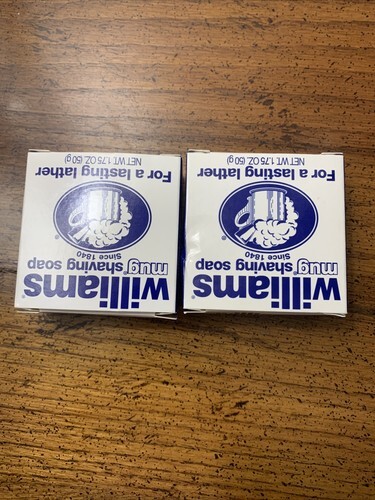 williams
mug shaving soap
Since 1840
For a lasting lather
NET WT. 1.75 OZ. (50 g)
williams
mug shaving soap
Since 1840
For a lasting lather
NET WT. 1.75 OZ. (50 g)